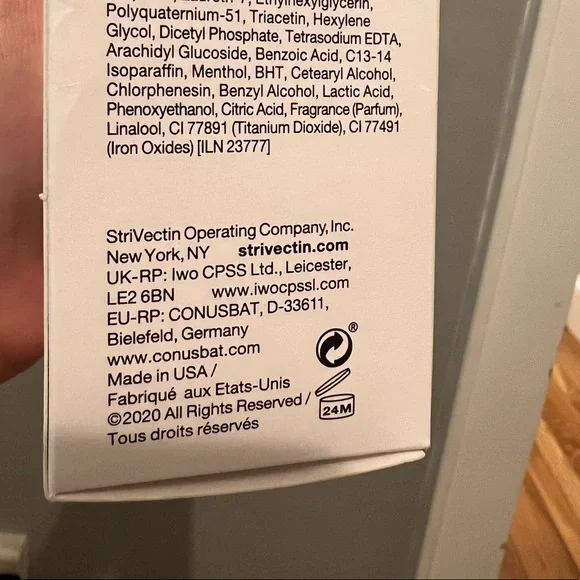 Ethylhexylglycerin,
Polyquaternium-51, Triacetin, Hexylene
Glycol, Dicetyl Phosphate, Tetrasodium EDTA,
Arachidyl Glucoside, Benzoic Acid, C13-14
Isoparaffin, Menthol, BHT, Cetearyl Alcohol,
Chlorphenesin, Benzyl Alcohol, Lactic Acid,
Phenoxyethanol, Citric Acid, Fragrance (Parfum),
Linalool, CI 77891 (Titanium Dioxide), CI 77491
(Iron Oxides) [ILN 23777]
StriVectin Operating Company, Inc.
New York, NY strivectin.com
UK-RP: Iwo CPSS Ltd., Leicester,
LE2 6BN www.iwocpssl.com
EU-RP: CONUSBAT, D-33611,
Bielefeld, Germany
www.conusbat.com
Made in USA /
Fabriqué aux Etats-Unis
©2020 All Rights Reserved /
Tous droits réservés
®
24M